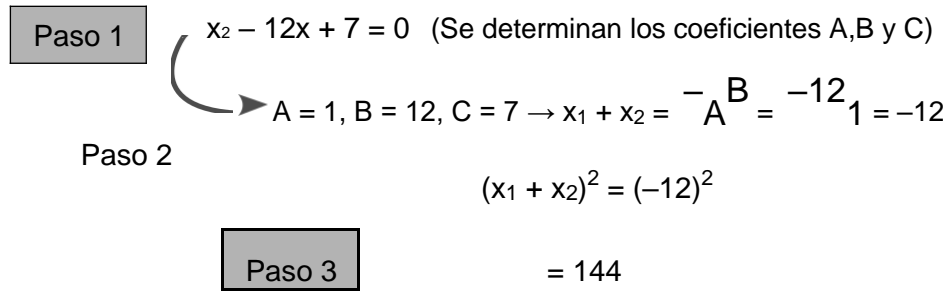 Paso 1 x₂ – 12x + 7 = 0 (Se determinan los coeficientes A,B y C)
A = 1, B = 12, C = 7 → x₁ + x₂ = –B/A = –12/1 = –12
Paso 2
(x₁ + x₂)² = (–12)²
Paso 3 = 144